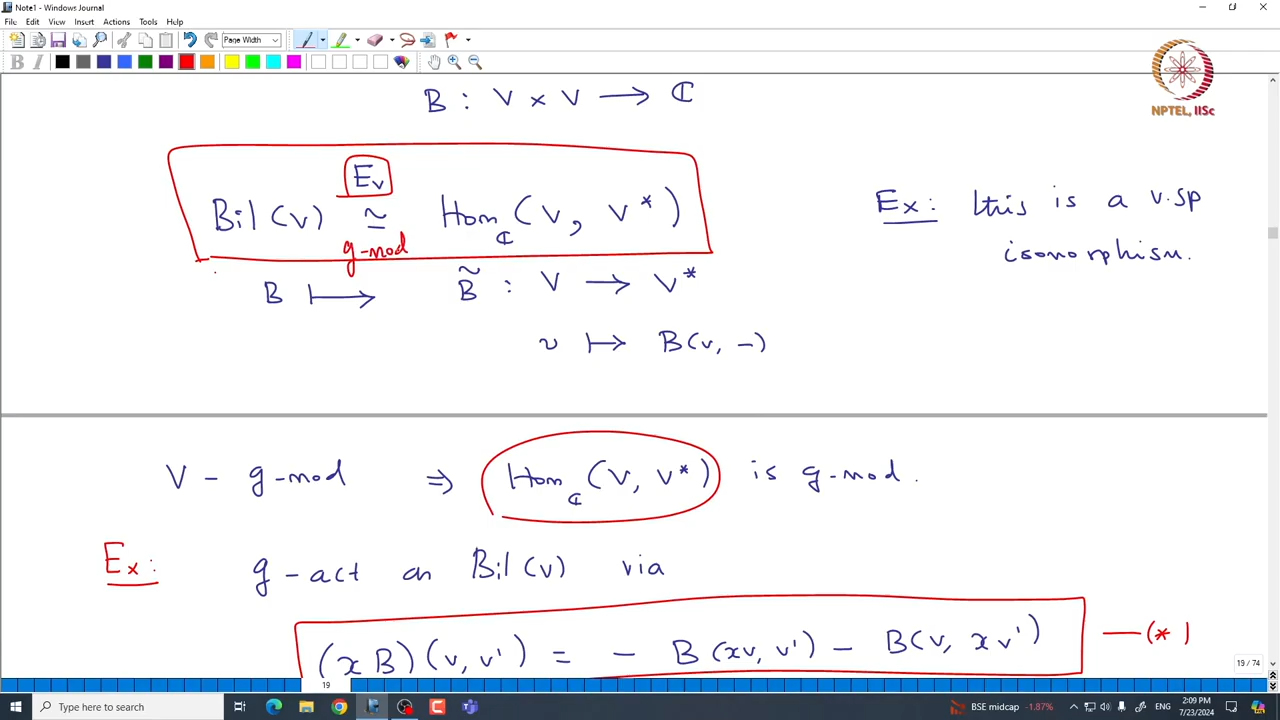 Note1 - Windows Journal
File Edit View Insert Actions Tools Help
Page Width
NPTEL, IISc
B : V × V ⟶ ℂ
Ev
Bil(V) ≃ Hom_ℂ(V, V*)
g-mod
Ex: this is a v.sp
isomorphism.
B ⟼ B̃ : V ⟶ V*
v ⟼ B(v, -)
V - g-mod ⇒ Hom_ℂ(V, V*) is g-mod.
Ex: g-act on Bil(V) via
(xB)(v, v') = - B(xv, v') - B(v, xv') —(*)
19
19 / 74
Type here to search
BSE midcap -1.87%
ENG
2:09 PM
7/23/2024